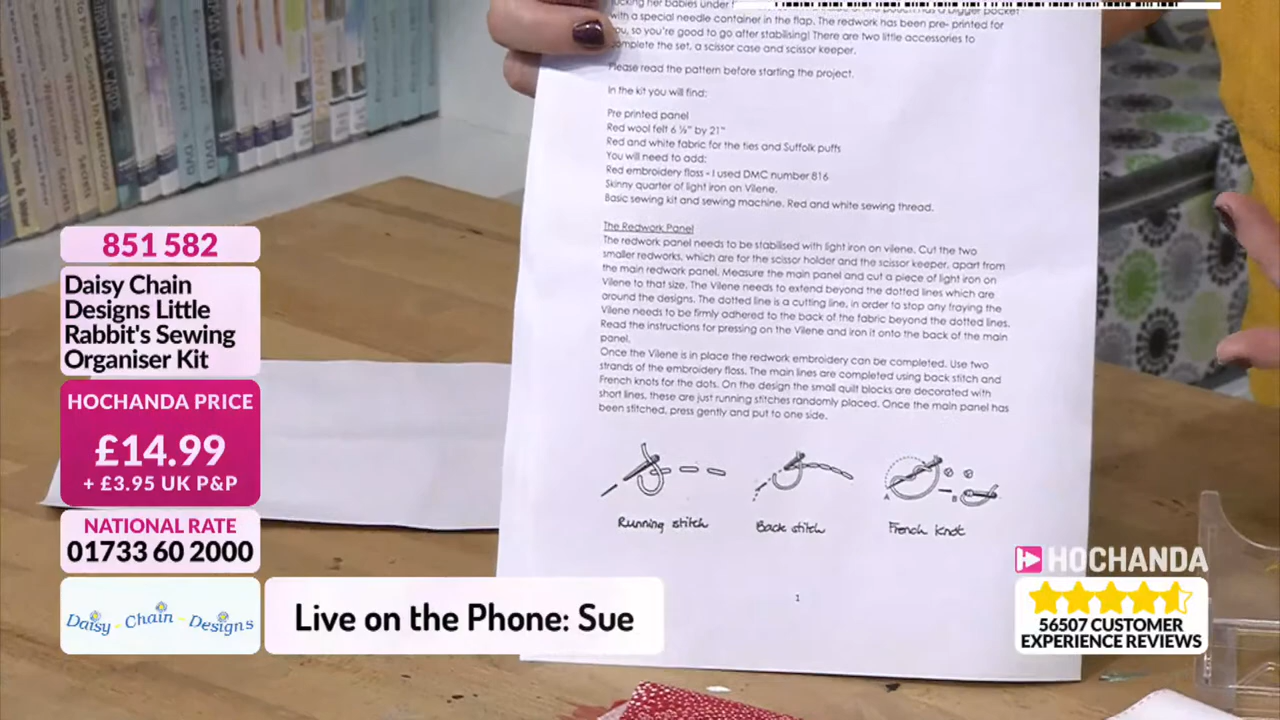 with a special needle container in the flap. The redwork has been pre- printed for
you, so you're good to go after stabilising! There are two little accessories to
complete the set, a scissor case and scissor keeper.
Please read the pattern before starting the project.
In the kit you will find:
Pre printed panel
Red wool felt 6 ½" by 21"
Red and white fabric for the ties and Suffolk puffs
You will need to add:
Red embroidery floss - I used DMC number 816
Skinny quarter of light iron on Vilene.
Basic sewing kit and sewing machine. Red and white sewing thread.
The Redwork Panel
The redwork panel needs to be stabilised with light iron on vilene. Cut the two
smaller redworks, which are for the scissor holder and the scissor keeper, apart from
the main redwork panel. Measure the main panel and cut a piece of light iron on
Vilene to that size. The Vilene needs to extend beyond the dotted lines which are
around the designs. The dotted line is a cutting line, in order to stop any fraying the
Vilene needs to be firmly adhered to the back of the fabric beyond the dotted lines.
Read the instructions for pressing on the Vilene and iron it onto the back of the main
panel.
Once the Vilene is in place the redwork embroidery can be completed. Use two
strands of the embroidery floss. The main lines are completed using back stitch and
French knots for the dots. On the design the small quilt blocks are decorated with
short lines, these are just running stitches randomly placed. Once the main panel has
been stitched, press gently and put to one side.
Running stitch
Back stitch
French knot
A
B
1
851 582
Daisy Chain
Designs Little
Rabbit's Sewing
Organiser Kit
HOCHANDA PRICE
£14.99
+ £3.95 UK P&P
NATIONAL RATE
01733 60 2000
Daisy - Chain - Designs
Live on the Phone: Sue
HOCHANDA
56507 CUSTOMER
EXPERIENCE REVIEWS
DVD
DVD